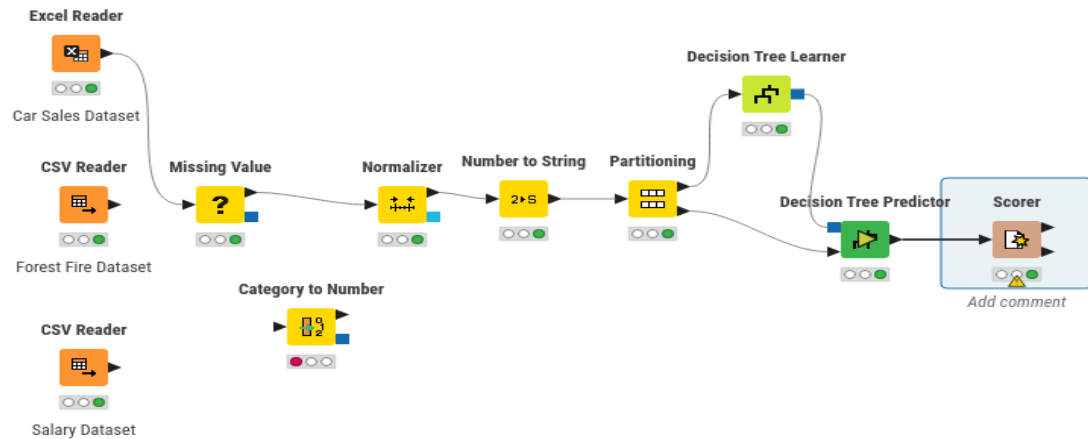 Excel Reader
Car Sales Dataset
CSV Reader
Forest Fire Dataset
CSV Reader
Salary Dataset
Missing Value
?
Category to Number
Normalizer
Number to String
2▸S
Partitioning
Decision Tree Learner
Decision Tree Predictor
Scorer
Add comment